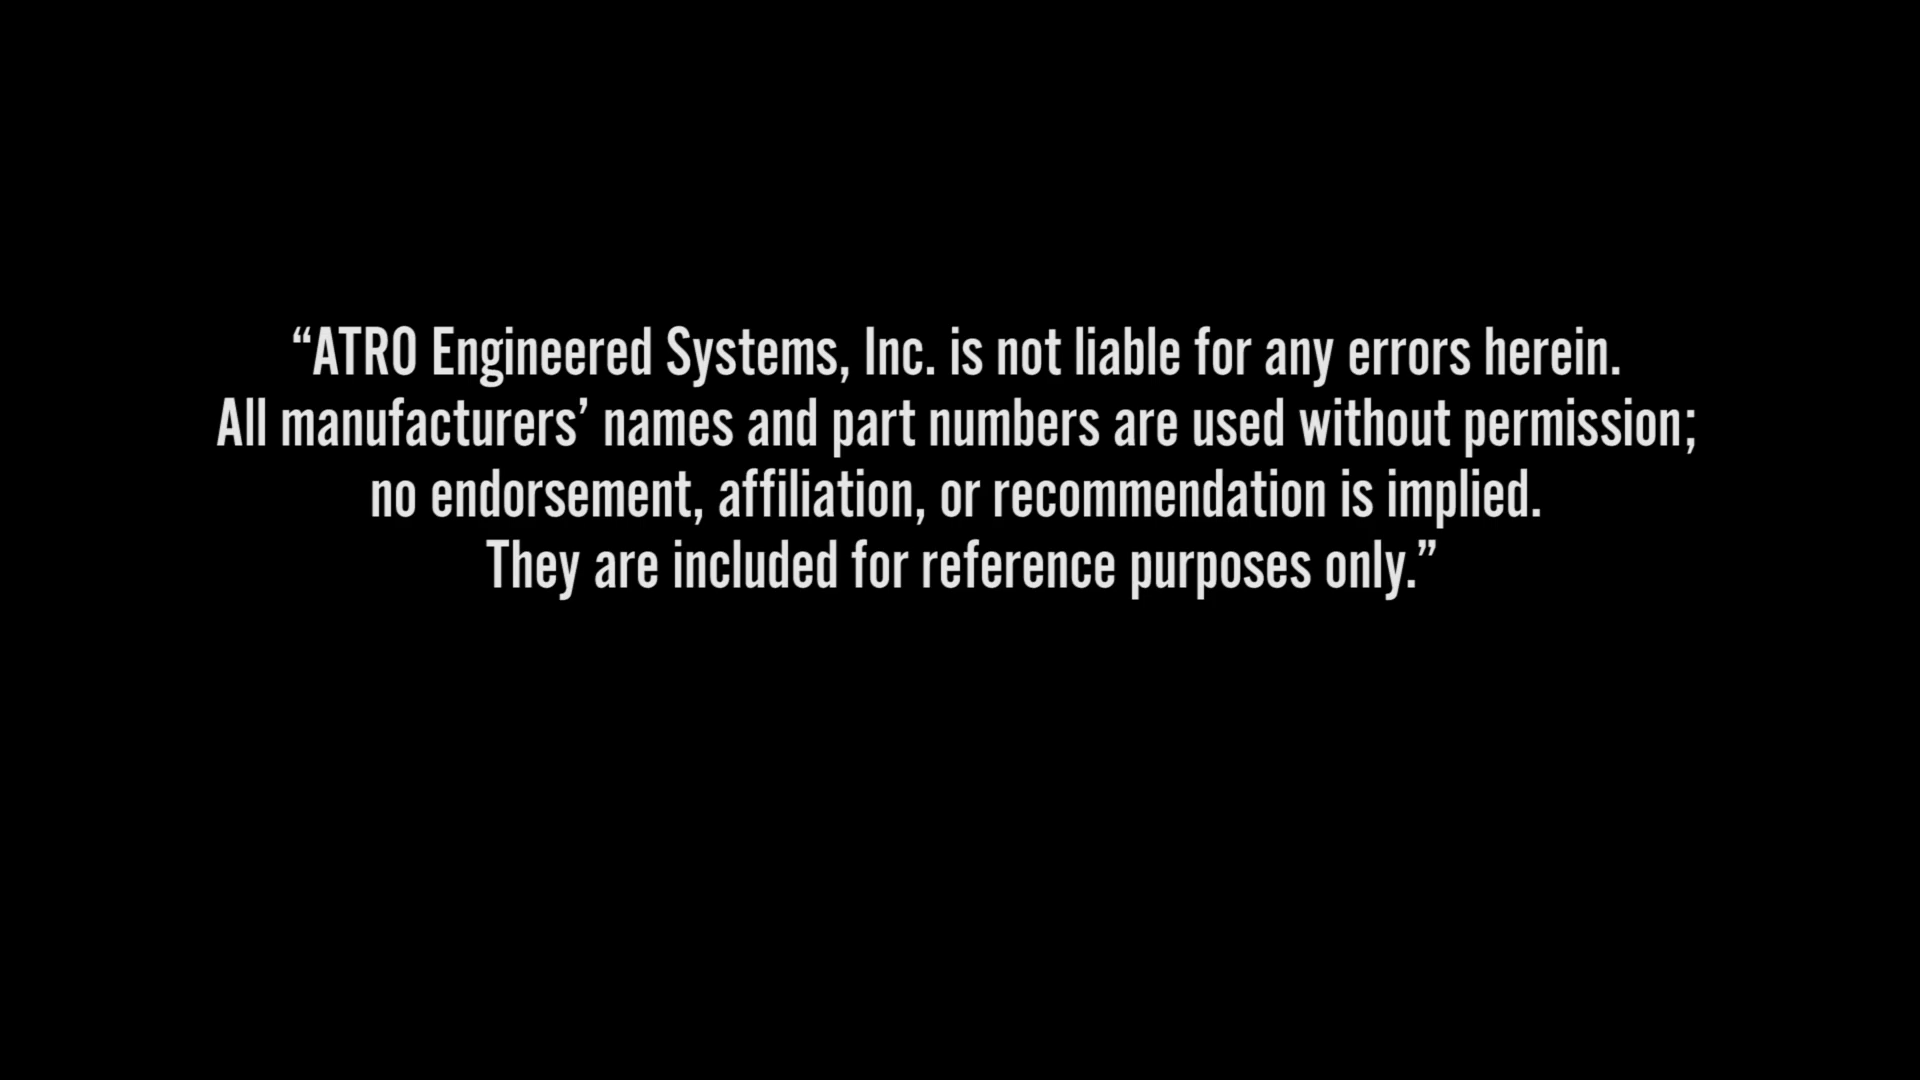 “ATRO Engineered Systems, Inc. is not liable for any errors herein.
All manufacturers’ names and part numbers are used without permission;
no endorsement, affiliation, or recommendation is implied.
They are included for reference purposes only.”